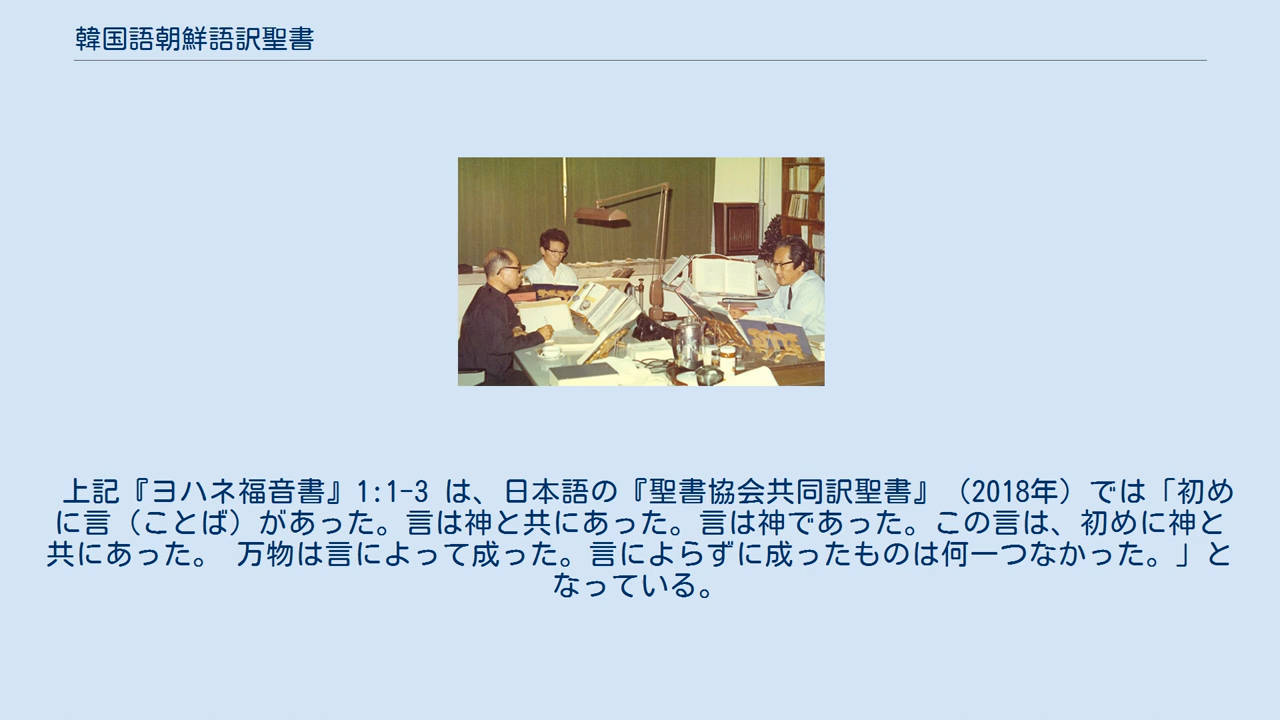 韓国語朝鮮語訳聖書
上記『ヨハネ福音書』1:1-3 は、日本語の『聖書協会共同訳聖書』（2018年）では「初め
に言（ことば）があった。言は神と共にあった。言は神であった。この言は、初めに神と
共にあった。 万物は言によって成った。言によらずに成ったものは何一つなかった。」と
なっている。